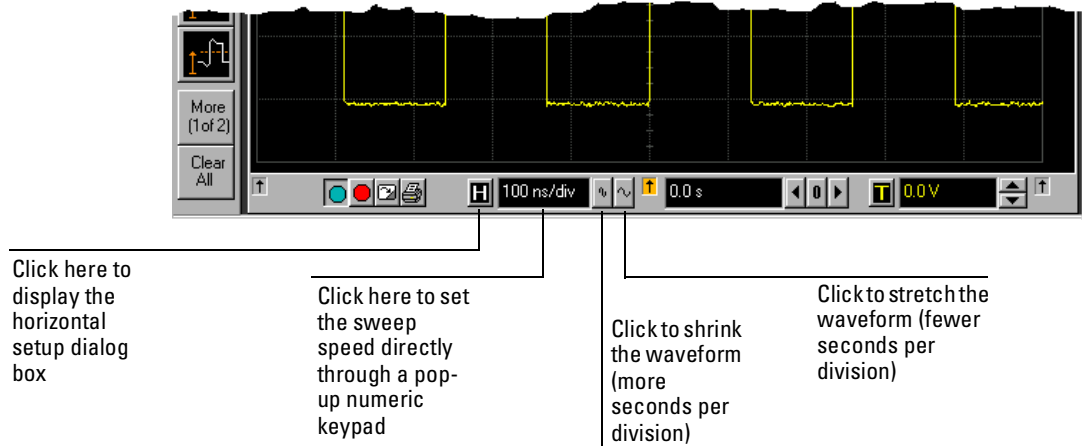 More
(1of 2)
Clear
All
H
100 ns/div
0.0 s
0
T
0.0 V
Click here to
display the
horizontal
setup dialog
box
Click here to set
the sweep
speed directly
through a pop-
up numeric
keypad
Click to shrink
the waveform
(more
seconds per
division)
Click to stretch the
waveform (fewer
seconds per
division)